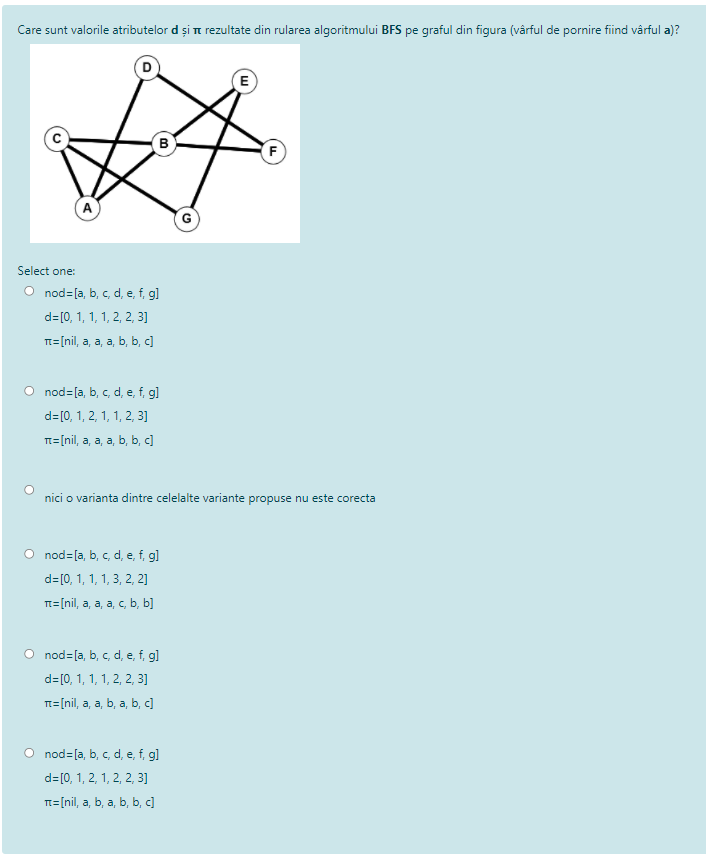 Care sunt valorile atributelor d și π rezultate din rularea algoritmului BFS pe graful din figura (vârful de pornire fiind vârful a)?
D
E
C
B
F
A
G
Select one:
nod=[a, b, c, d, e, f, g]
d=[0, 1, 1, 1, 2, 2, 3]
π=[nil, a, a, a, b, b, c]
nod=[a, b, c, d, e, f, g]
d=[0, 1, 2, 1, 1, 2, 3]
π=[nil, a, a, a, b, b, c]
nici o varianta dintre celelalte variante propuse nu este corecta
nod=[a, b, c, d, e, f, g]
d=[0, 1, 1, 1, 3, 2, 2]
π=[nil, a, a, a, c, b, b]
nod=[a, b, c, d, e, f, g]
d=[0, 1, 1, 1, 2, 2, 3]
π=[nil, a, a, b, a, b, c]
nod=[a, b, c, d, e, f, g]
d=[0, 1, 2, 1, 2, 2, 3]
π=[nil, a, b, a, b, b, c]